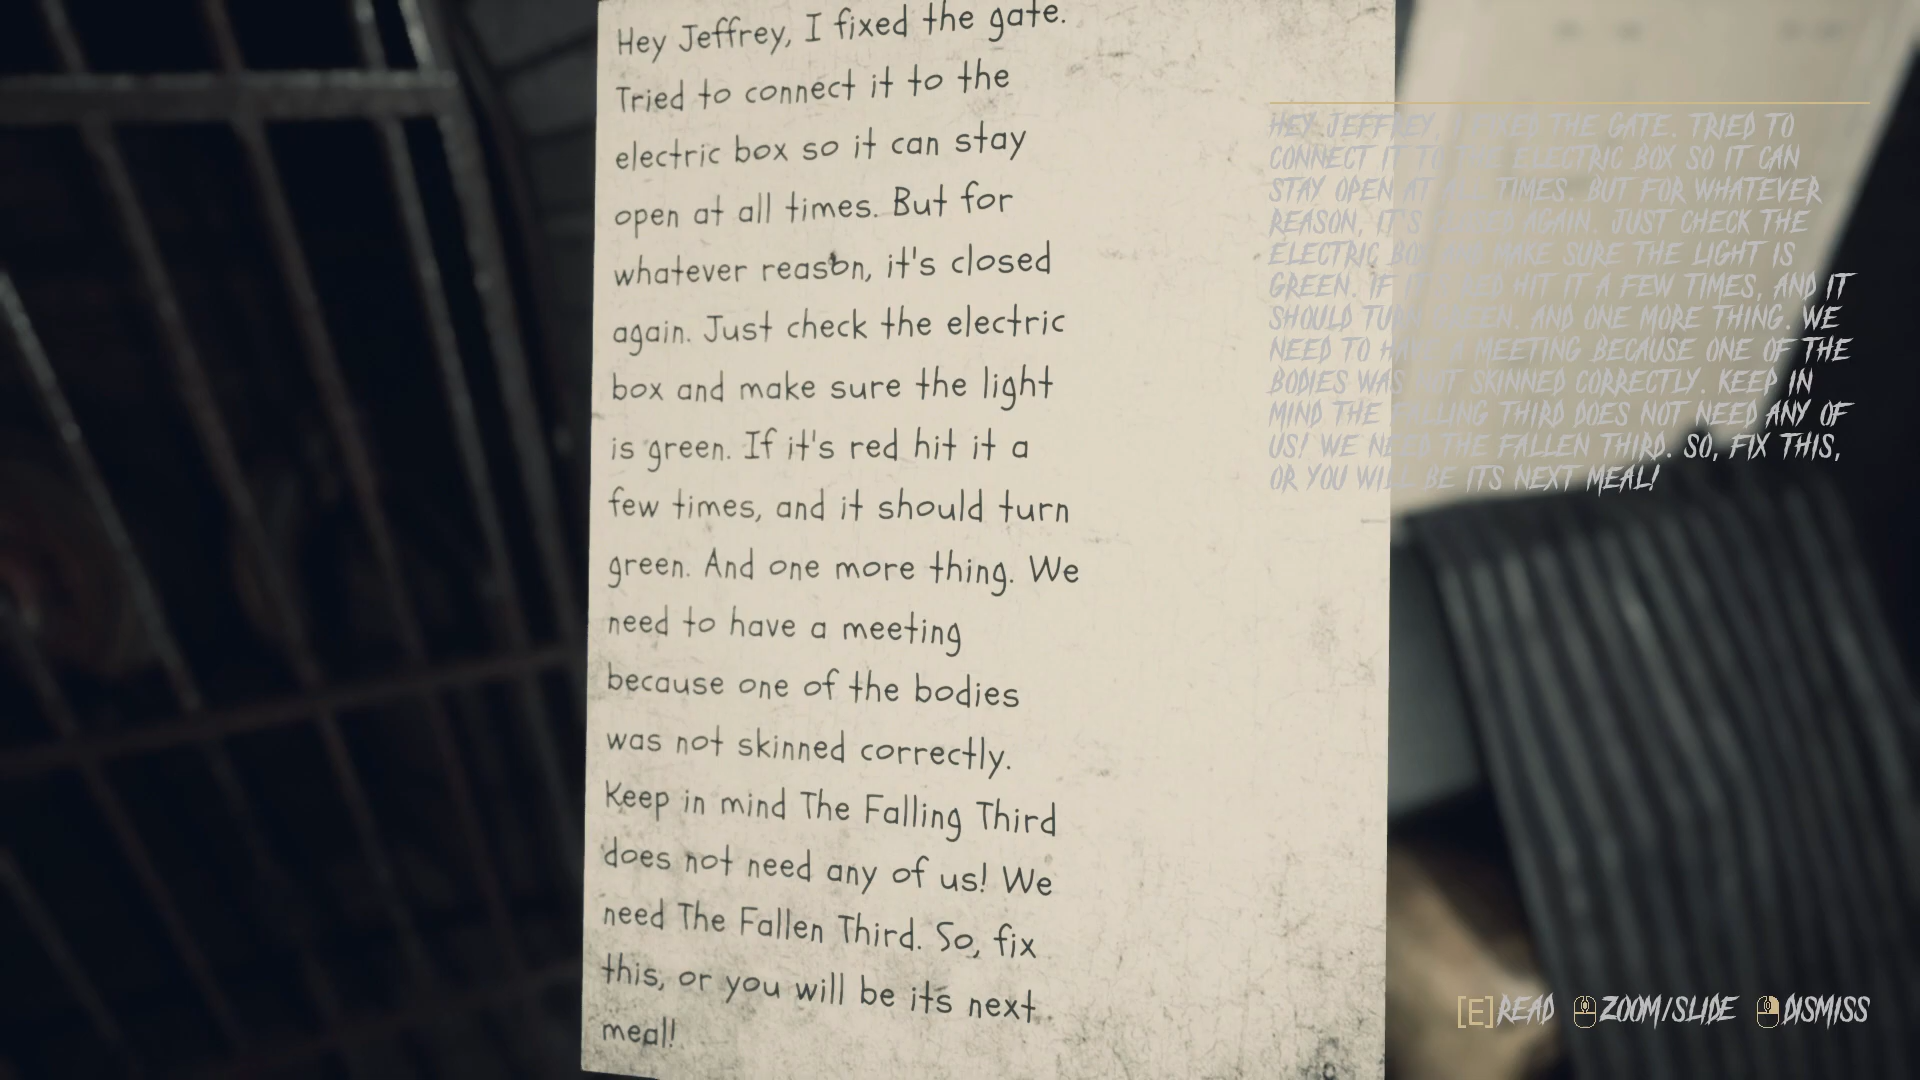 Hey Jeffrey, I fixed the gate.
Tried to connect it to the
electric box so it can stay
open at all times. But for
whatever reason, it's closed
again. Just check the electric
box and make sure the light
is green. If it's red hit it a
few times, and it should turn
green. And one more thing. We
need to have a meeting
because one of the bodies
was not skinned correctly.
Keep in mind The Falling Third
does not need any of us! We
need The Fallen Third. So, fix
this, or you will be its next
meal!
HEY JEFFREY, I FIXED THE GATE. TRIED TO
CONNECT IT TO THE ELECTRIC BOX SO IT CAN
STAY OPEN AT ALL TIMES. BUT FOR WHATEVER
REASON, IT'S CLOSED AGAIN. JUST CHECK THE
ELECTRIC BOX AND MAKE SURE THE LIGHT IS
GREEN. IF IT'S RED HIT IT A FEW TIMES, AND IT
SHOULD TURN GREEN. AND ONE MORE THING. WE
NEED TO HAVE A MEETING BECAUSE ONE OF THE
BODIES WAS NOT SKINNED CORRECTLY. KEEP IN
MIND THE FALLING THIRD DOES NOT NEED ANY OF
US! WE NEED THE FALLEN THIRD. SO, FIX THIS,
OR YOU WILL BE ITS NEXT MEAL!
[E] READ ZOOM/SLIDE DISMISS